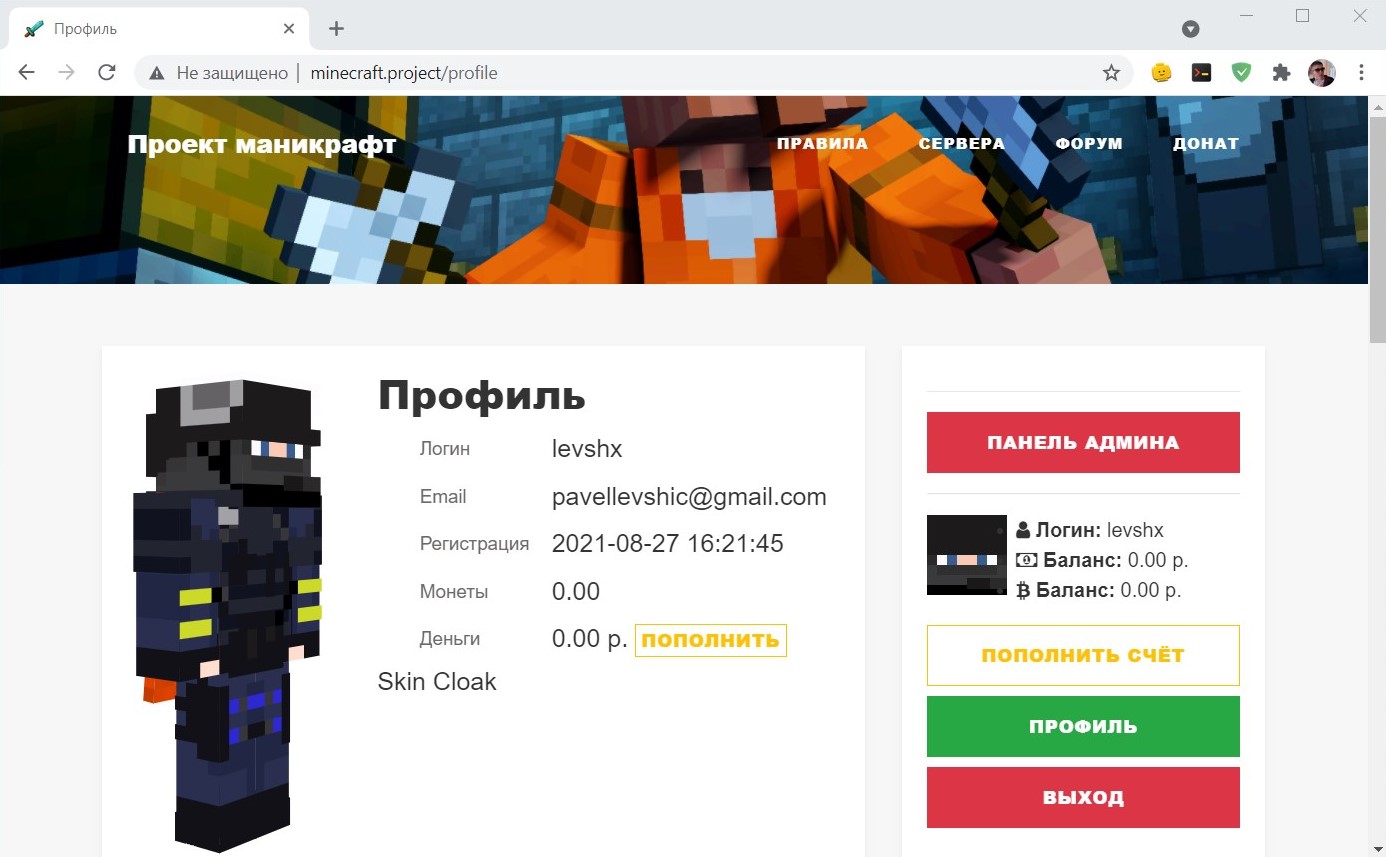 Профиль
Не защищено | minecraft.project/profile
Проект маникрафт
ПРАВИЛА СЕРВЕРА ФОРУМ ДОНАТ
Профиль
Логин levshx
Email pavellevshic@gmail.com
Регистрация 2021-08-27 16:21:45
Монеты 0.00
Деньги 0.00 р. ПОПОЛНИТЬ
Skin Cloak
ПАНЕЛЬ АДМИНА
Логин: levshx
Баланс: 0.00 р.
Баланс: 0.00 р.
ПОПОЛНИТЬ СЧЁТ
ПРОФИЛЬ
ВЫХОД